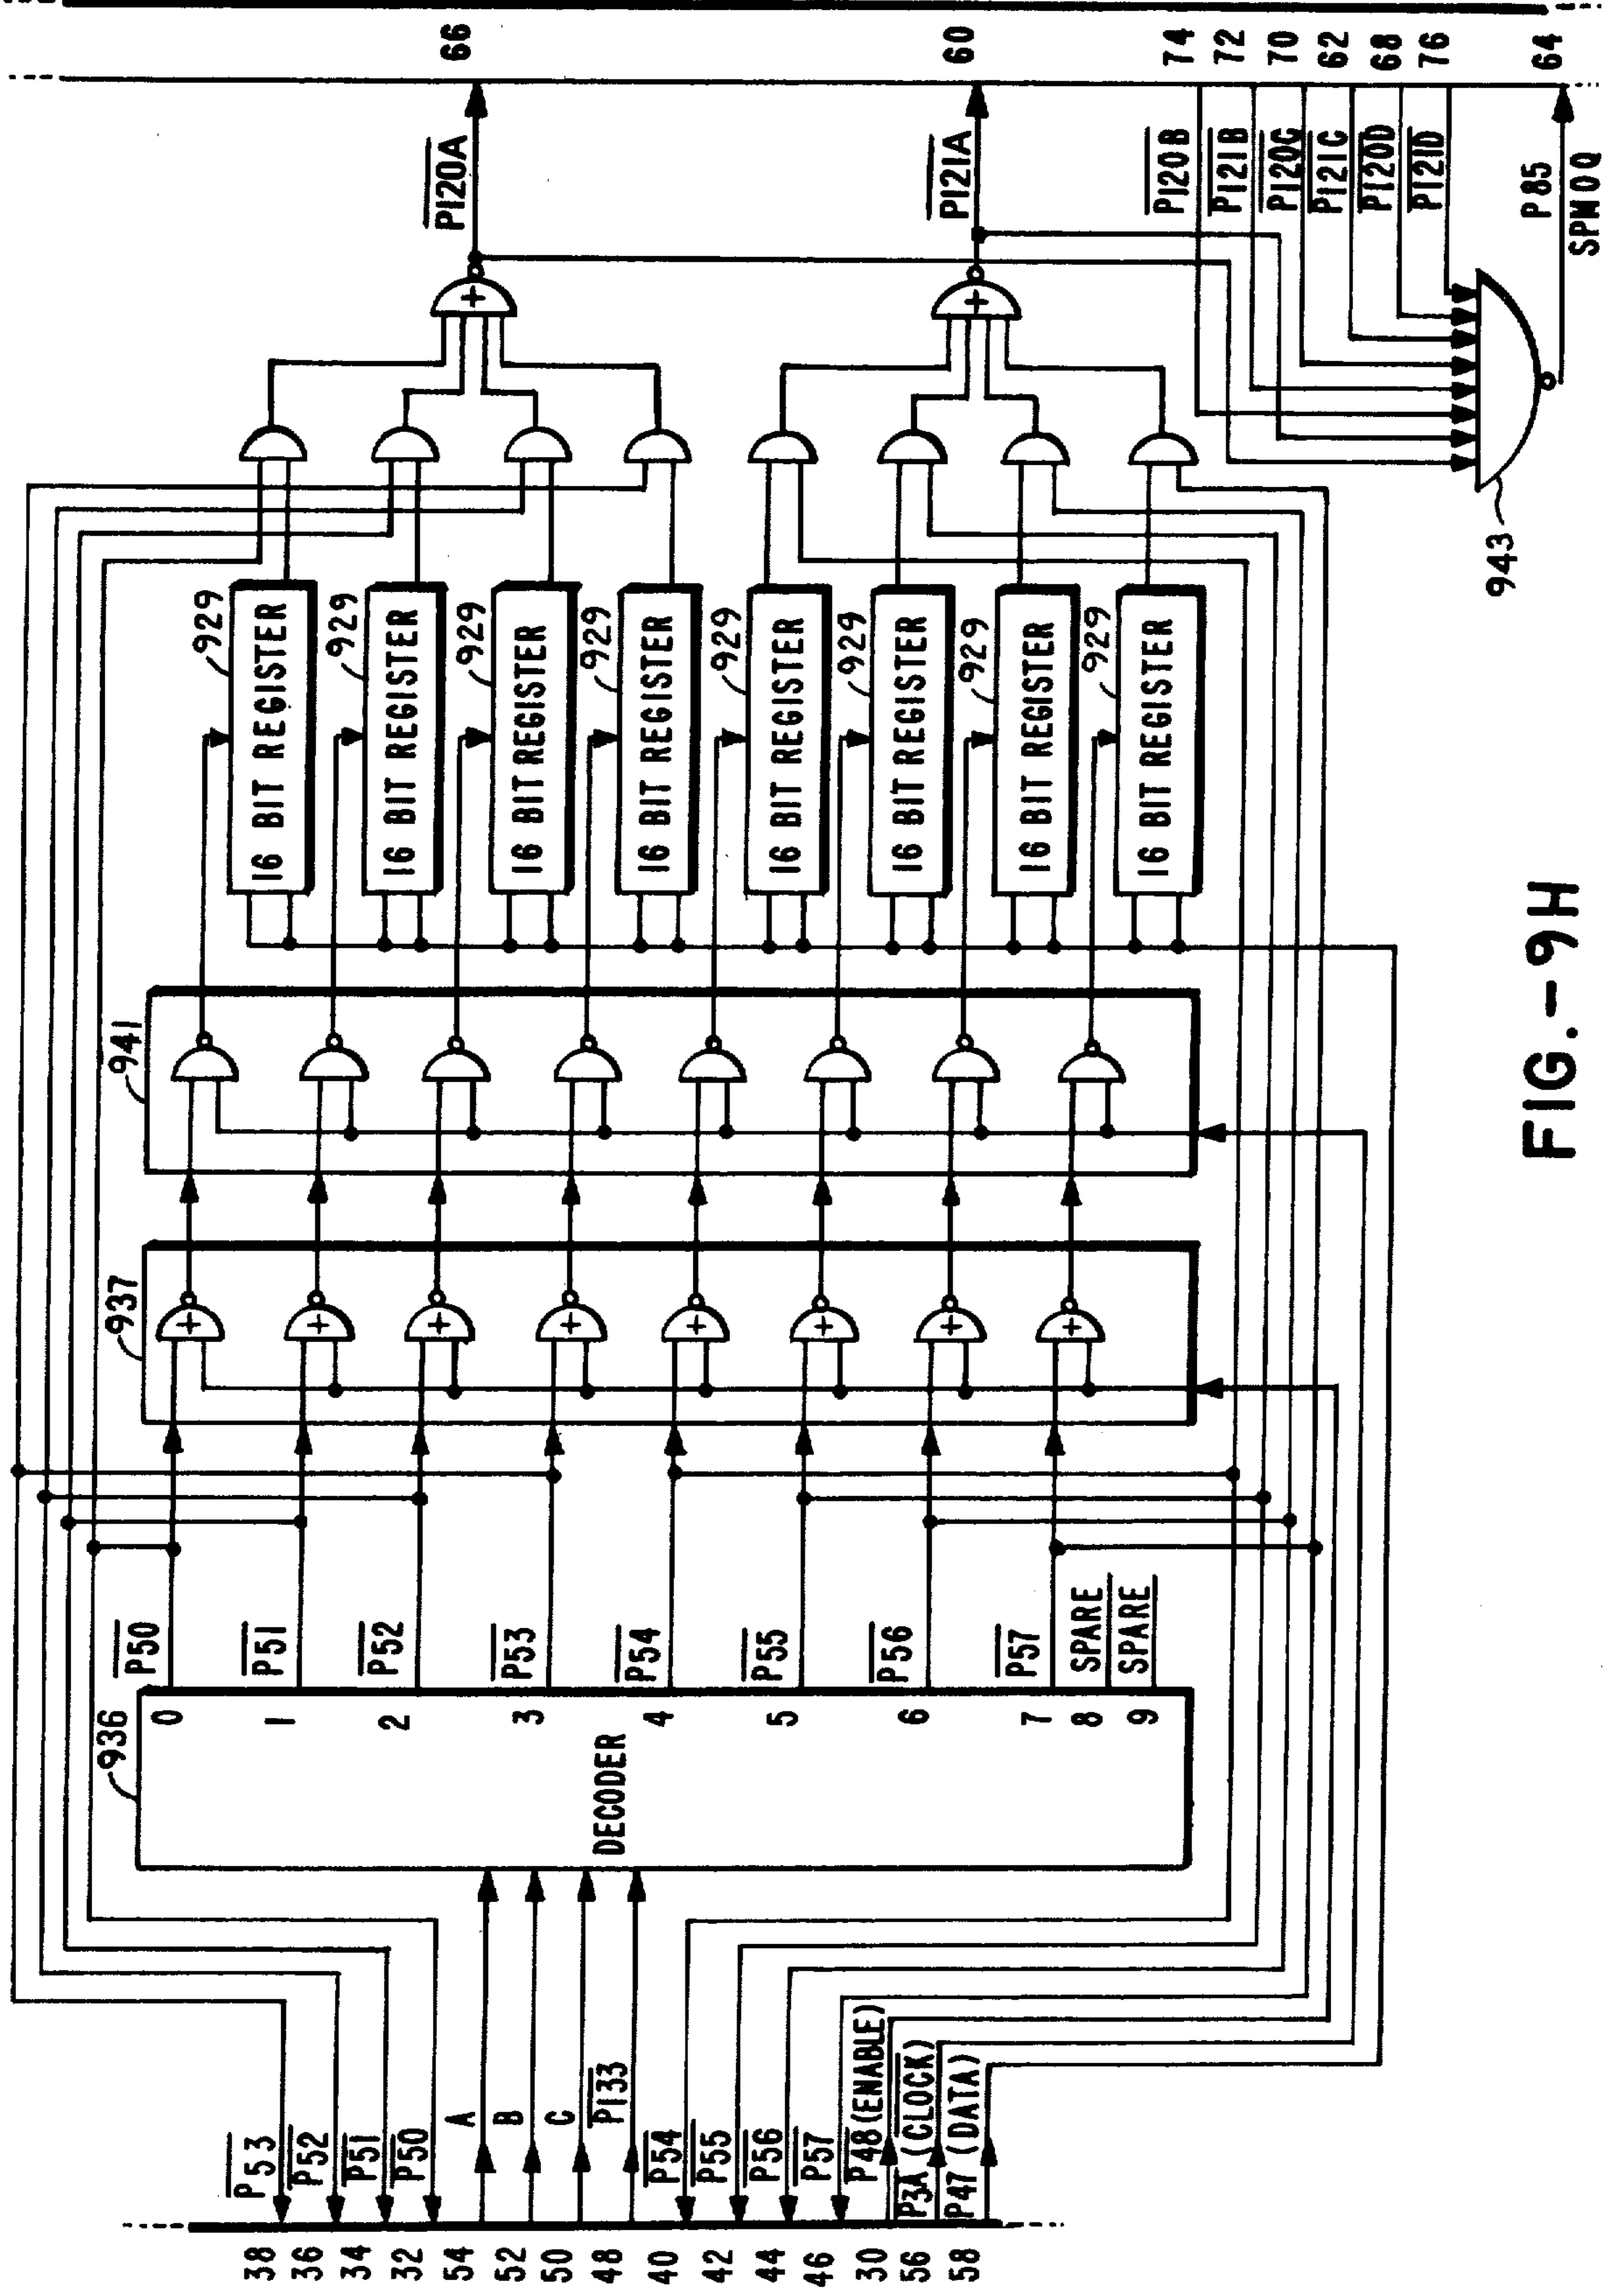 38
36
34
32
54
52
50
48
40
42
44
46
30
56
58
P53
P52
P51
P50
A
B
C
P133
P54
P55
P56
P57
P48 (ENABLE)
P3A (CLOCK)
P47 (DATA)
936
DECODER
0
1
2
3
4
5
6
7
8
9
P50
P51
P52
P53
P54
P55
P56
P57
SPARE
SPARE
937
+
+
+
+
+
+
+
+
941
929
16 BIT REGISTER
929
16 BIT REGISTER
929
16 BIT REGISTER
929
16 BIT REGISTER
929
16 BIT REGISTER
929
16 BIT REGISTER
929
16 BIT REGISTER
929
16 BIT REGISTER
+
+
943
P120A
P121A
P120B
P121B
P120C
P121C
P120D
P121D
P85
SPM0Q
66
60
74
72
70
62
68
76
64
FIG.-9H